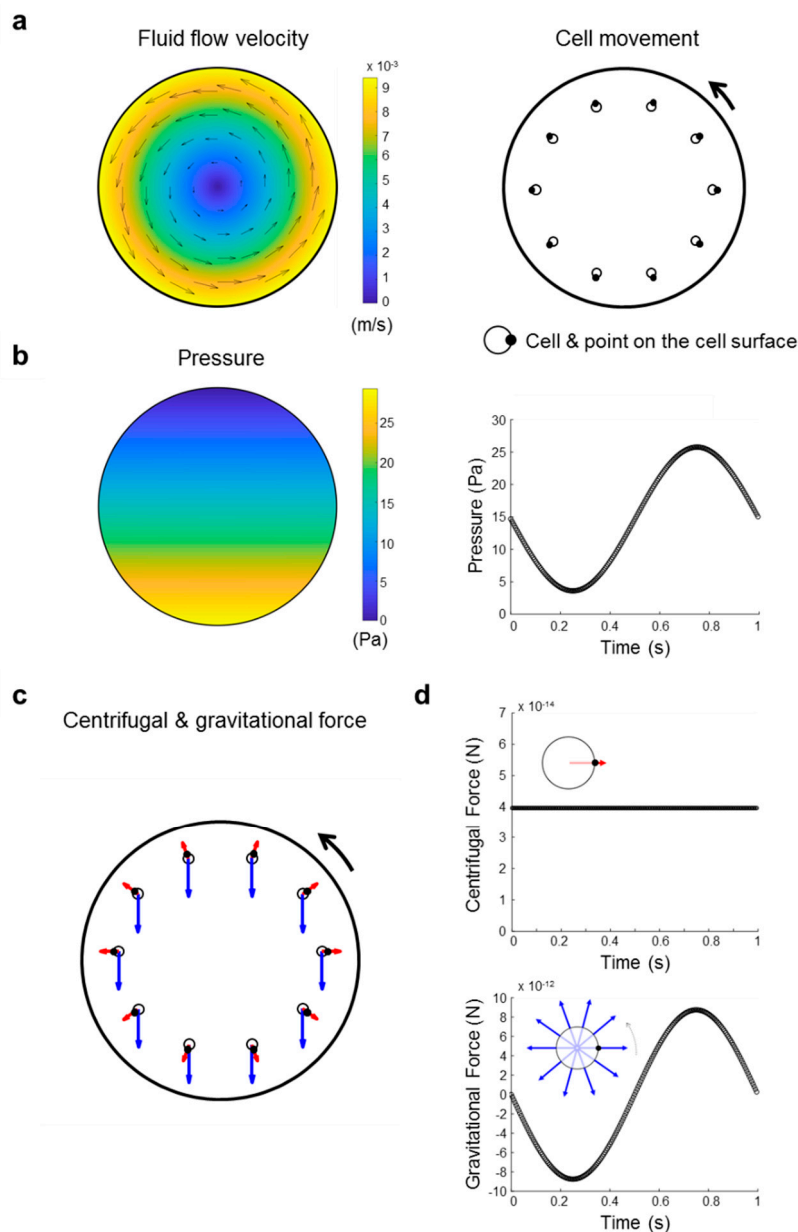 a
Fluid flow velocity
x 10⁻³
9
8
7
6
5
4
3
2
1
0
(m/s)
Cell movement
Cell & point on the cell surface
b
Pressure
25
20
15
10
5
0
(Pa)
30
25
20
15
10
5
0
Pressure (Pa)
0 0.2 0.4 0.6 0.8 1
Time (s)
c
Centrifugal & gravitational force
d
x 10⁻¹⁴
7
6
5
4
3
2
1
0
Centrifugal Force (N)
0 0.2 0.4 0.6 0.8 1
Time (s)
x 10⁻¹²
10
8
6
4
2
0
-2
-4
-6
-8
-10
Gravitational Force (N)
0 0.2 0.4 0.6 0.8 1
Time (s)